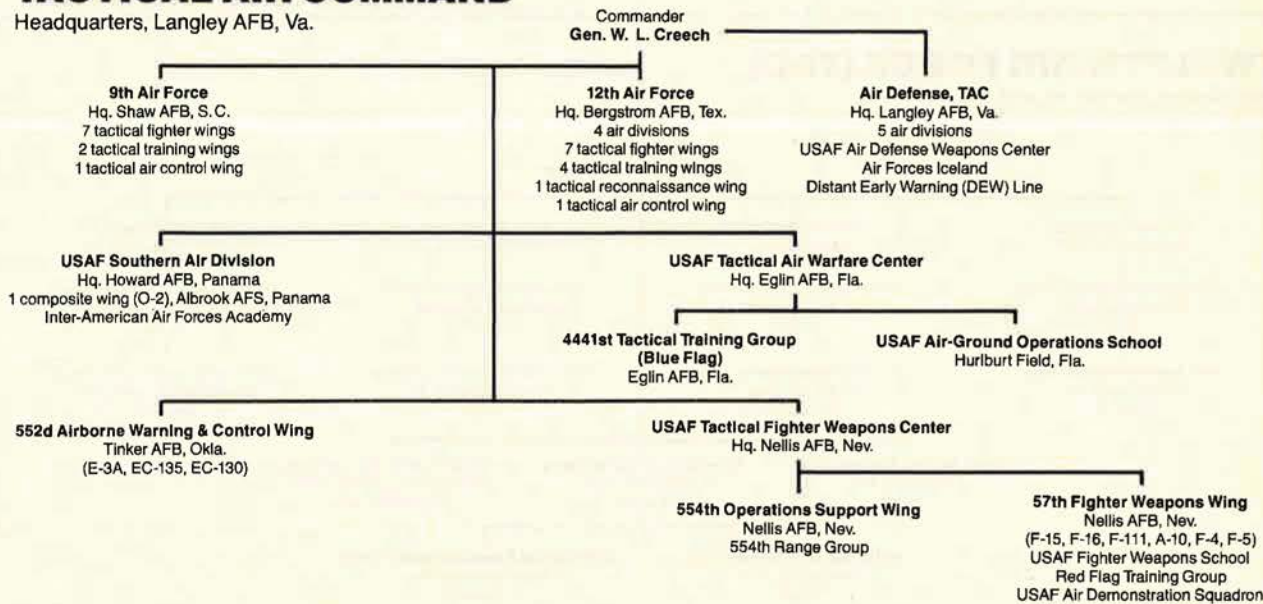 TACTICAL AIR COMMAND
Headquarters, Langley AFB, Va.
Commander
Gen. W. L. Creech
9th Air Force
Hq. Shaw AFB, S.C.
7 tactical fighter wings
2 tactical training wings
1 tactical air control wing
12th Air Force
Hq. Bergstrom AFB, Tex.
4 air divisions
7 tactical fighter wings
4 tactical training wings
1 tactical reconnaissance wing
1 tactical air control wing
Air Defense, TAC
Hq. Langley AFB, Va.
5 air divisions
USAF Air Defense Weapons Center
Air Forces Iceland
Distant Early Warning (DEW) Line
USAF Southern Air Division
Hq. Howard AFB, Panama
1 composite wing (O-2), Albrook AFS, Panama
Inter-American Air Forces Academy
USAF Tactical Air Warfare Center
Hq. Eglin AFB, Fla.
4441st Tactical Training Group
(Blue Flag)
Eglin AFB, Fla.
USAF Air-Ground Operations School
Hurlburt Field, Fla.
552d Airborne Warning & Control Wing
Tinker AFB, Okla.
(E-3A, EC-135, EC-130)
USAF Tactical Fighter Weapons Center
Hq. Nellis AFB, Nev.
554th Operations Support Wing
Nellis AFB, Nev.
554th Range Group
57th Fighter Weapons Wing
Nellis AFB, Nev.
(F-15, F-16, F-111, A-10, F-4, F-5)
USAF Fighter Weapons School
Red Flag Training Group
USAF Air Demonstration Squadron